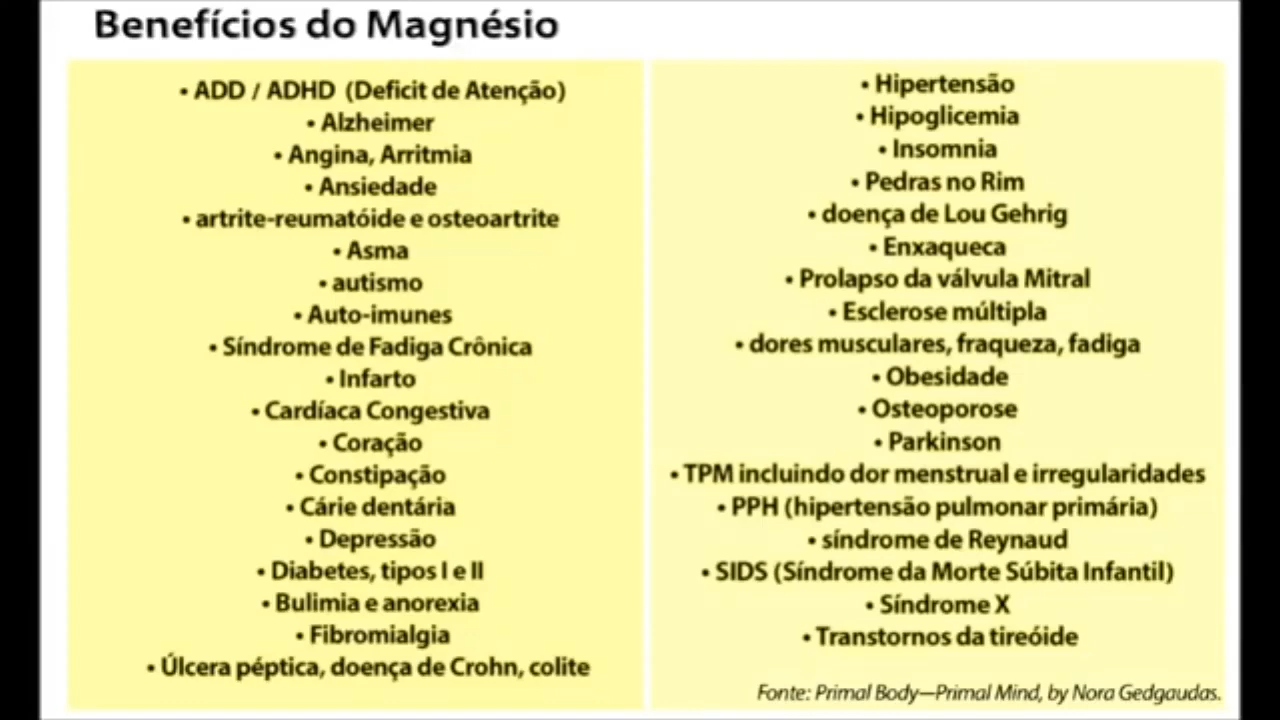 Benefícios do Magnésio
• ADD / ADHD (Deficit de Atenção)
• Alzheimer
• Angina, Arritmia
• Ansiedade
• artrite-reumatóide e osteoartrite
• Asma
• autismo
• Auto-imunes
• Síndrome de Fadiga Crônica
• Infarto
• Cardíaca Congestiva
• Coração
• Constipação
• Cárie dentária
• Depressão
• Diabetes, tipos I e II
• Bulimia e anorexia
• Fibromialgia
• Úlcera péptica, doença de Crohn, colite
• Hipertensão
• Hipoglicemia
• Insomnia
• Pedras no Rim
• doença de Lou Gehrig
• Enxaqueca
• Prolapso da válvula Mitral
• Esclerose múltipla
• dores musculares, fraqueza, fadiga
• Obesidade
• Osteoporose
• Parkinson
• TPM incluindo dor menstrual e irregularidades
• PPH (hipertensão pulmonar primária)
• síndrome de Reynaud
• SIDS (Síndrome da Morte Súbita Infantil)
• Síndrome X
• Transtornos da tireóide
Fonte: Primal Body—Primal Mind, by Nora Gedgaudas.